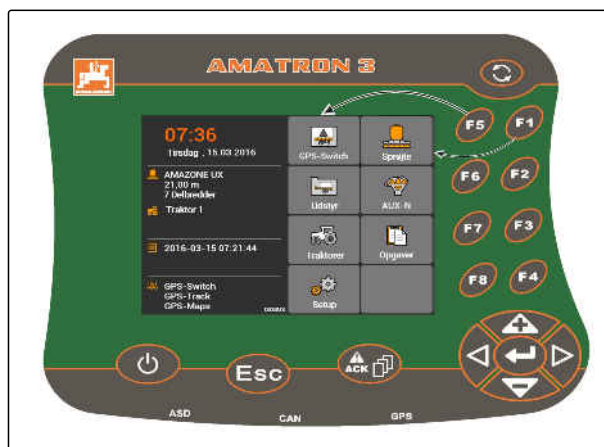 AMATRON 3
07:36
Tirsdag , 15.03.2016
AMAZONE UX
21,00 m
7 Delbredder
Traktor 1
2016-03-15 07:21:44
GPS-Switch
GPS-Track
GPS-Maps
GPS-Switch
Sprøjte
Udstyr
AUX-N
Traktorer
Opgaver
Setup
F5
F1
F6
F2
F7
F3
F8
F4
Esc
ACK
ASD
CAN
GPS